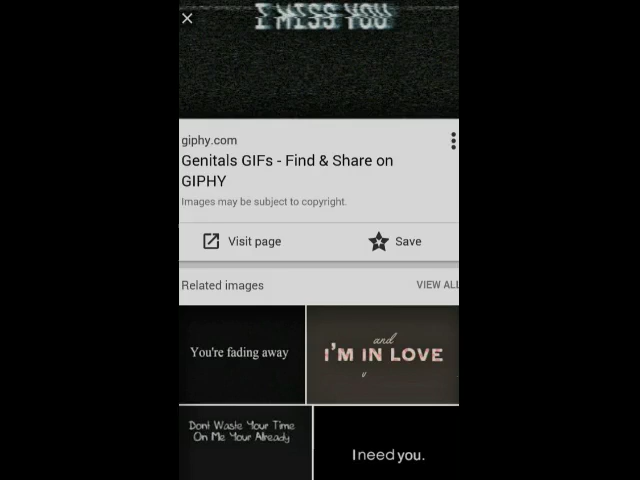 I MISS YOU
giphy.com
Genitals GIFs - Find & Share on
GIPHY
Images may be subject to copyright.
Visit page
Save
Related images
VIEW ALL
You're fading away
and
I'M IN LOVE
Dont Waste Your Time
On Me Your Already
I need you.